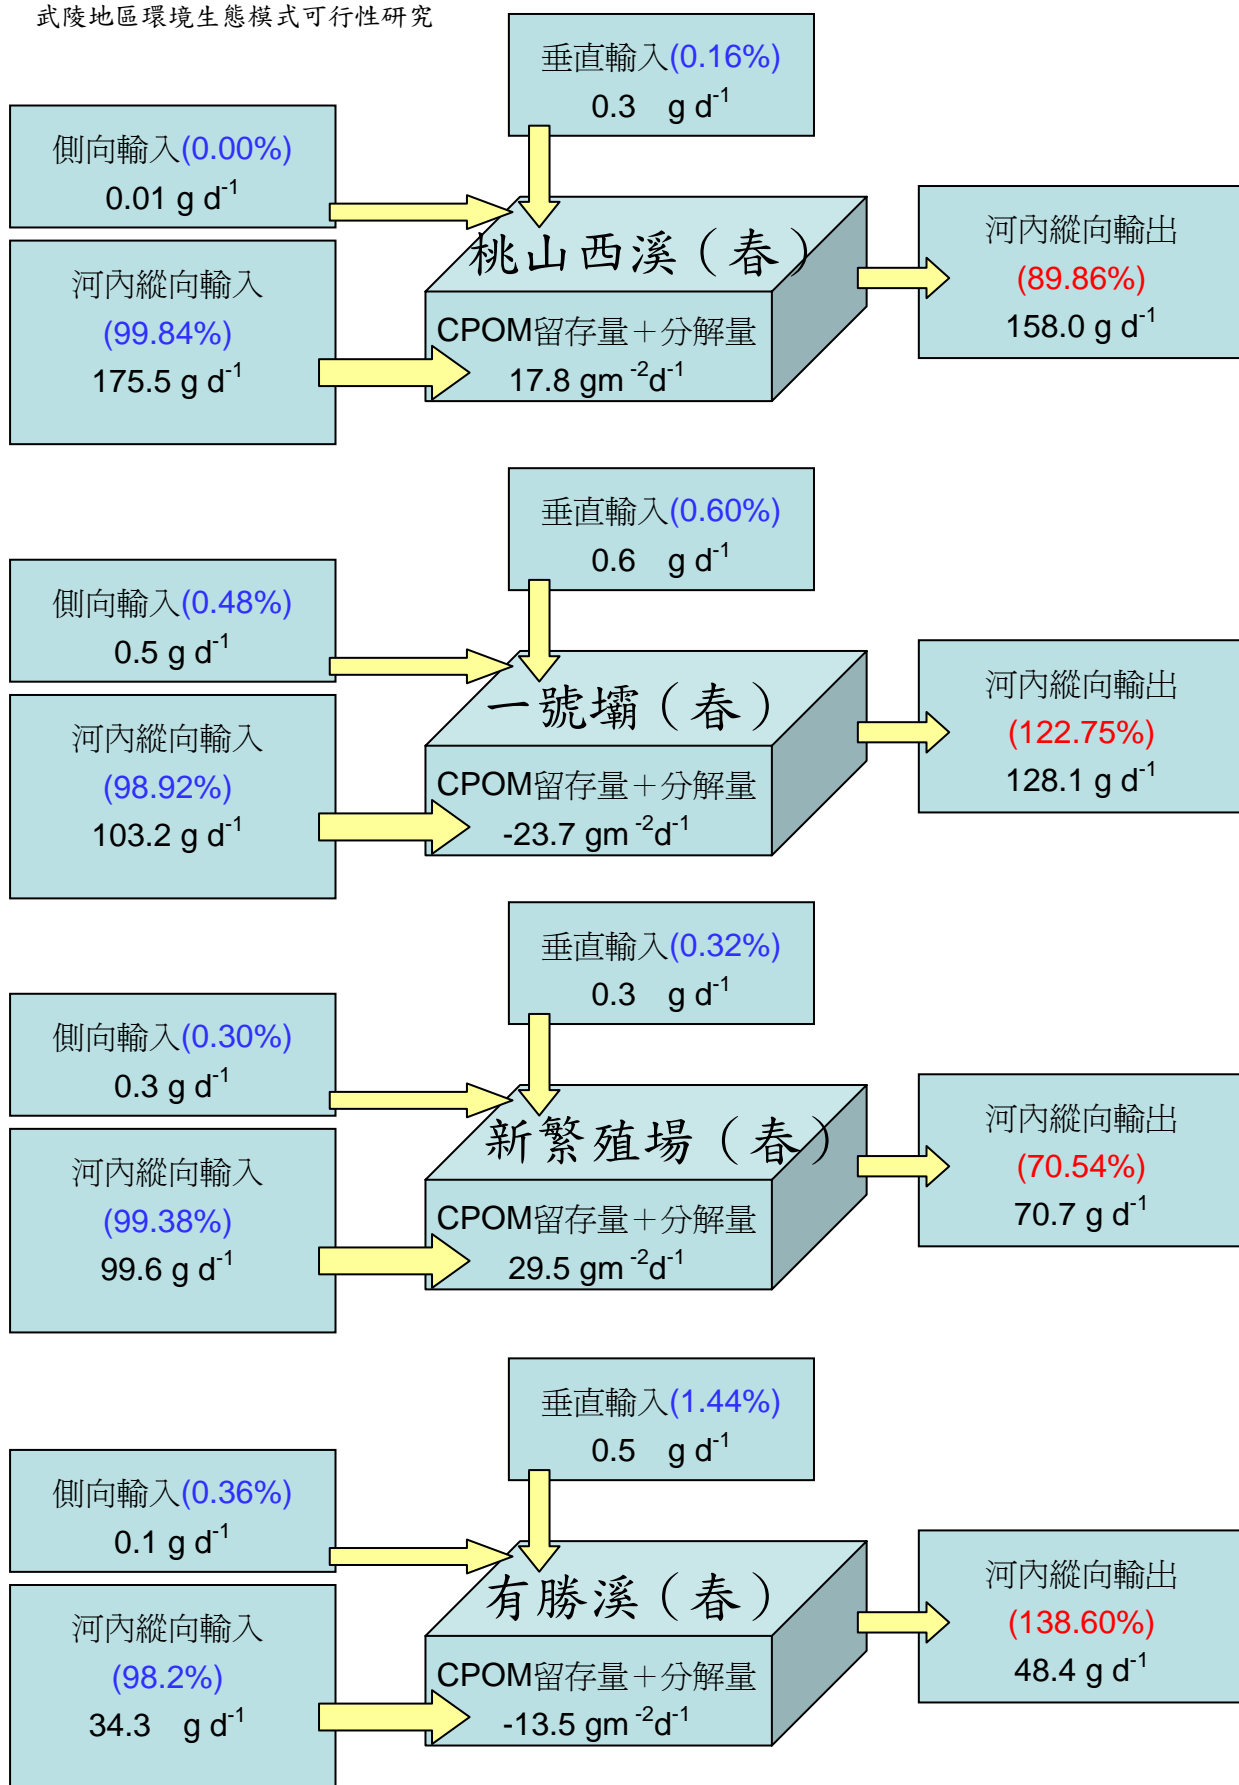 武陵地區環境生態模式可行性研究
垂直輸入(0.16%)
0.3 g d⁻¹
側向輸入(0.00%)
0.01 g d⁻¹
河內縱向輸入
(99.84%)
175.5 g d⁻¹
桃山西溪（春）
CPOM留存量＋分解量
17.8 gm ⁻²d⁻¹
河內縱向輸出
(89.86%)
158.0 g d⁻¹
垂直輸入(0.60%)
0.6 g d⁻¹
側向輸入(0.48%)
0.5 g d⁻¹
河內縱向輸入
(98.92%)
103.2 g d⁻¹
一號壩（春）
CPOM留存量＋分解量
-23.7 gm ⁻²d⁻¹
河內縱向輸出
(122.75%)
128.1 g d⁻¹
垂直輸入(0.32%)
0.3 g d⁻¹
側向輸入(0.30%)
0.3 g d⁻¹
河內縱向輸入
(99.38%)
99.6 g d⁻¹
新繁殖場（春）
CPOM留存量＋分解量
29.5 gm ⁻²d⁻¹
河內縱向輸出
(70.54%)
70.7 g d⁻¹
垂直輸入(1.44%)
0.5 g d⁻¹
側向輸入(0.36%)
0.1 g d⁻¹
河內縱向輸入
(98.2%)
34.3 g d⁻¹
有勝溪（春）
CPOM留存量＋分解量
-13.5 gm ⁻²d⁻¹
河內縱向輸出
(138.60%)
48.4 g d⁻¹